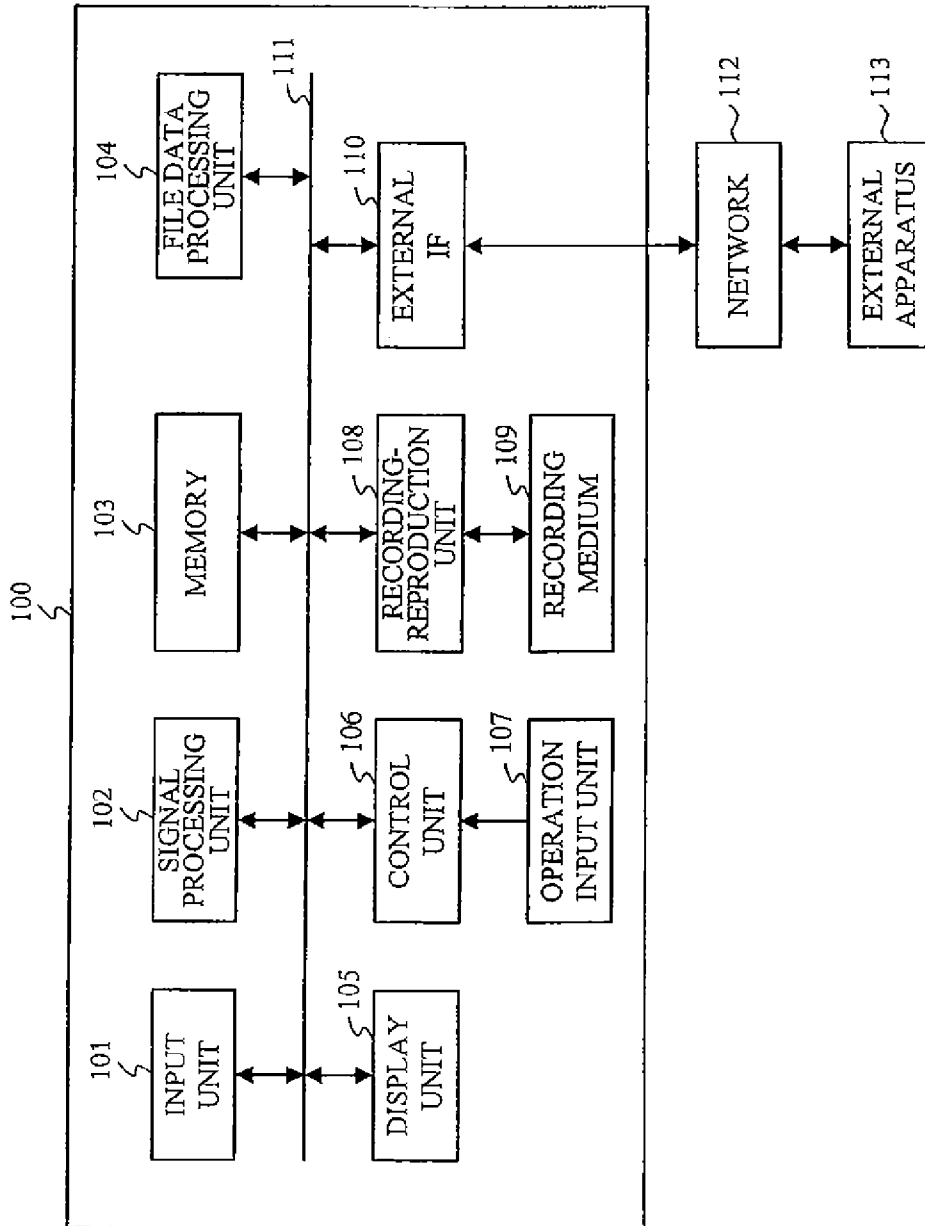 100
101
INPUT
UNIT
102
SIGNAL
PROCESSING
UNIT
103
MEMORY
104
FILE DATA
PROCESSING
UNIT
111
105
DISPLAY
UNIT
106
CONTROL
UNIT
108
RECORDING-
REPRODUCTION
UNIT
110
EXTERNAL
IF
107
OPERATION
INPUT UNIT
109
RECORDING
MEDIUM
112
NETWORK
113
EXTERNAL
APPARATUS